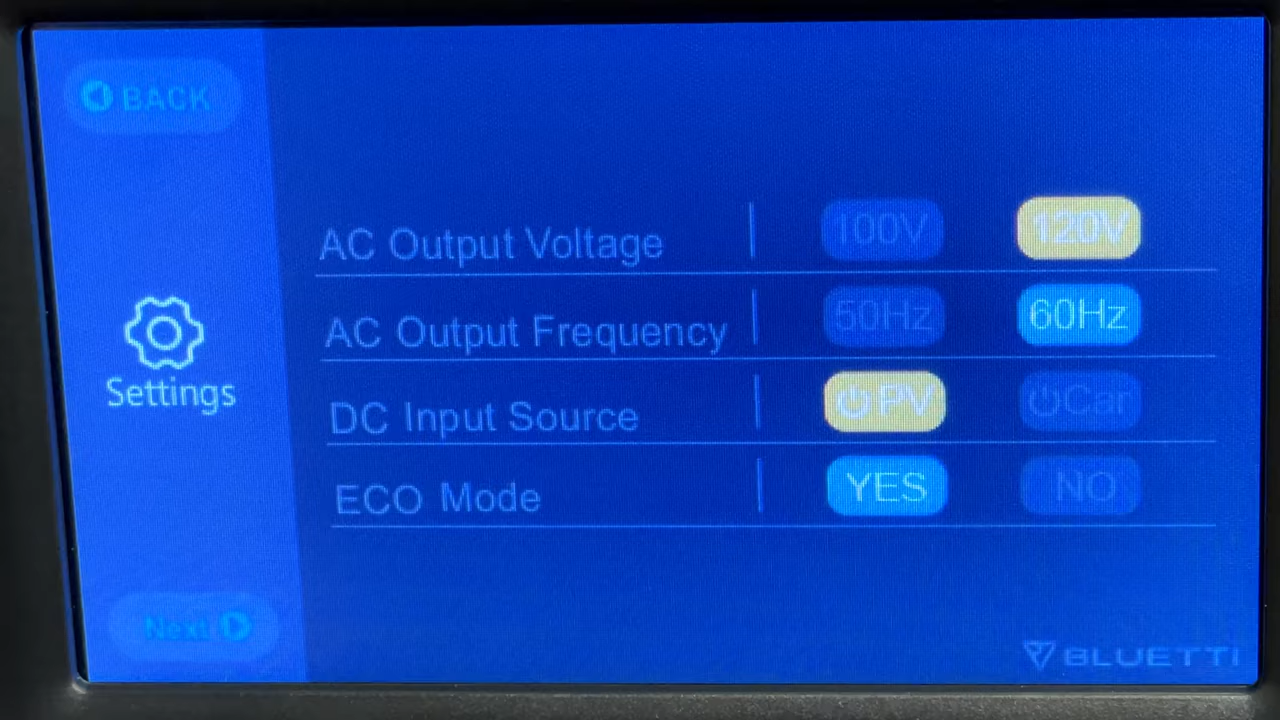 BACK
AC Output Voltage 100V 120V
AC Output Frequency 50Hz 60Hz
Settings
DC Input Source PV Car
ECO Mode YES NO
Next
BLUETTI